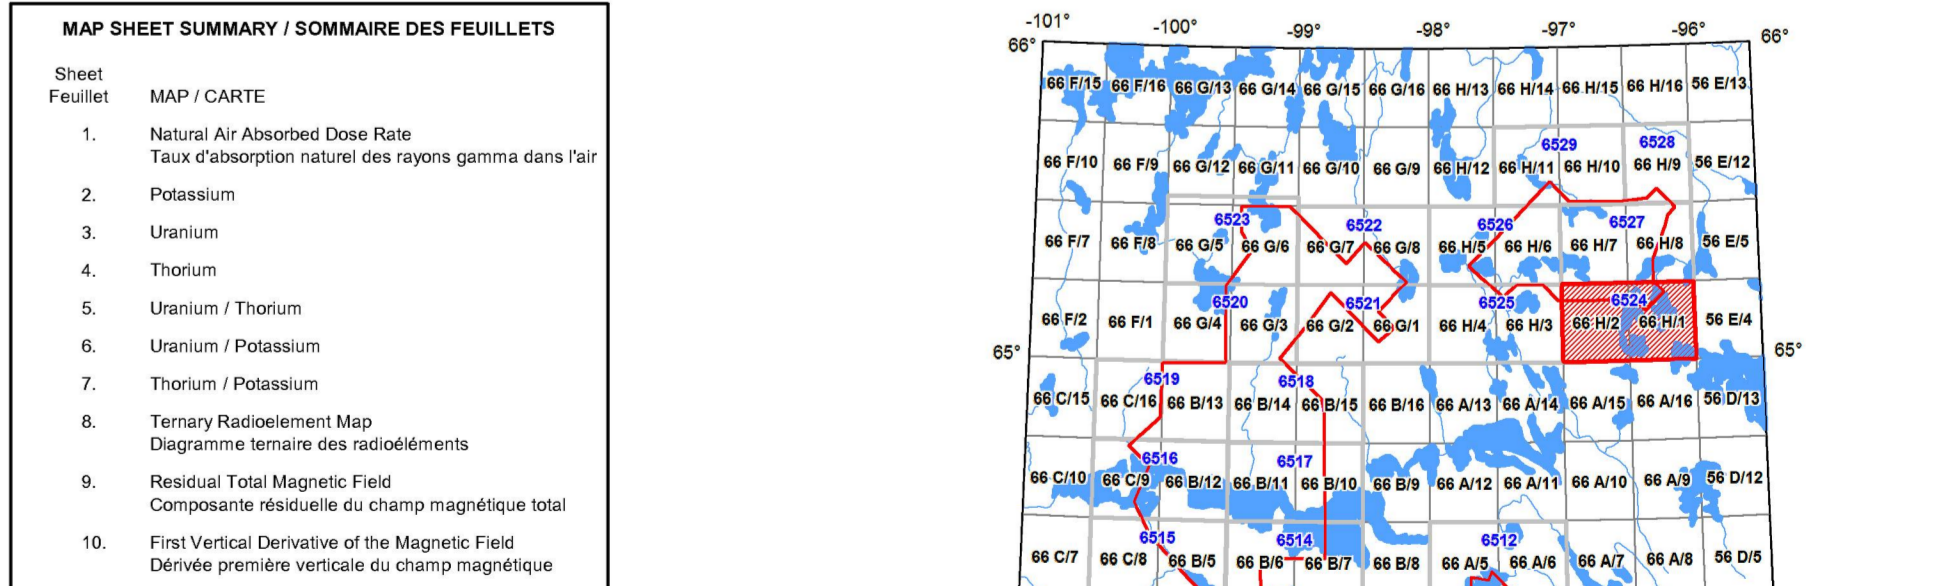 MAP SHEET SUMMARY / SOMMAIRE DES FEUILLETS
Sheet
Feuillet MAP / CARTE
1. Natural Air Absorbed Dose Rate
Taux d'absorption naturel des rayons gamma dans l'air
2. Potassium
3. Uranium
4. Thorium
5. Uranium / Thorium
6. Uranium / Potassium
7. Thorium / Potassium
8. Ternary Radioelement Map
Diagramme ternaire des radioéléments
9. Residual Total Magnetic Field
Composante résiduelle du champ magnétique total
10. First Vertical Derivative of the Magnetic Field
Dérivée première verticale du champ magnétique
-101° -100° -99° -98° -97° -96°
66° 66°
66 F/15 66 F/16 66 G/13 66 G/14 66 G/15 66 G/16 66 H/13 66 H/14 66 H/15 66 H/16 56 E/13
6529 6528
66 F/10 66 F/9 66 G/12 66 G/11 66 G/10 66 G/9 66 H/12 66 H/11 66 H/10 66 H/9 56 E/12
6523 6522 6526 6527
66 F/7 66 F/8 66 G/5 66 G/6 66 G/7 66 G/8 66 H/5 66 H/6 66 H/7 66 H/8 56 E/5
6520 6521 6525 6524
66 F/2 66 F/1 66 G/4 66 G/3 66 G/2 66 G/1 66 H/4 66 H/3 66 H/2 66 H/1 56 E/4
65° 65°
6519 6518
66 C/15 66 C/16 66 B/13 66 B/14 66 B/15 66 B/16 66 A/13 66 A/14 66 A/15 66 A/16 56 D/13
6516 6517
66 C/10 66 C/9 66 B/12 66 B/11 66 B/10 66 B/9 66 A/12 66 A/11 66 A/10 66 A/9 56 D/12
6515 6514 6512
66 C/7 66 C/8 66 B/5 66 B/6 66 B/7 66 B/8 66 A/5 66 A/6 66 A/7 66 A/8 56 D/5